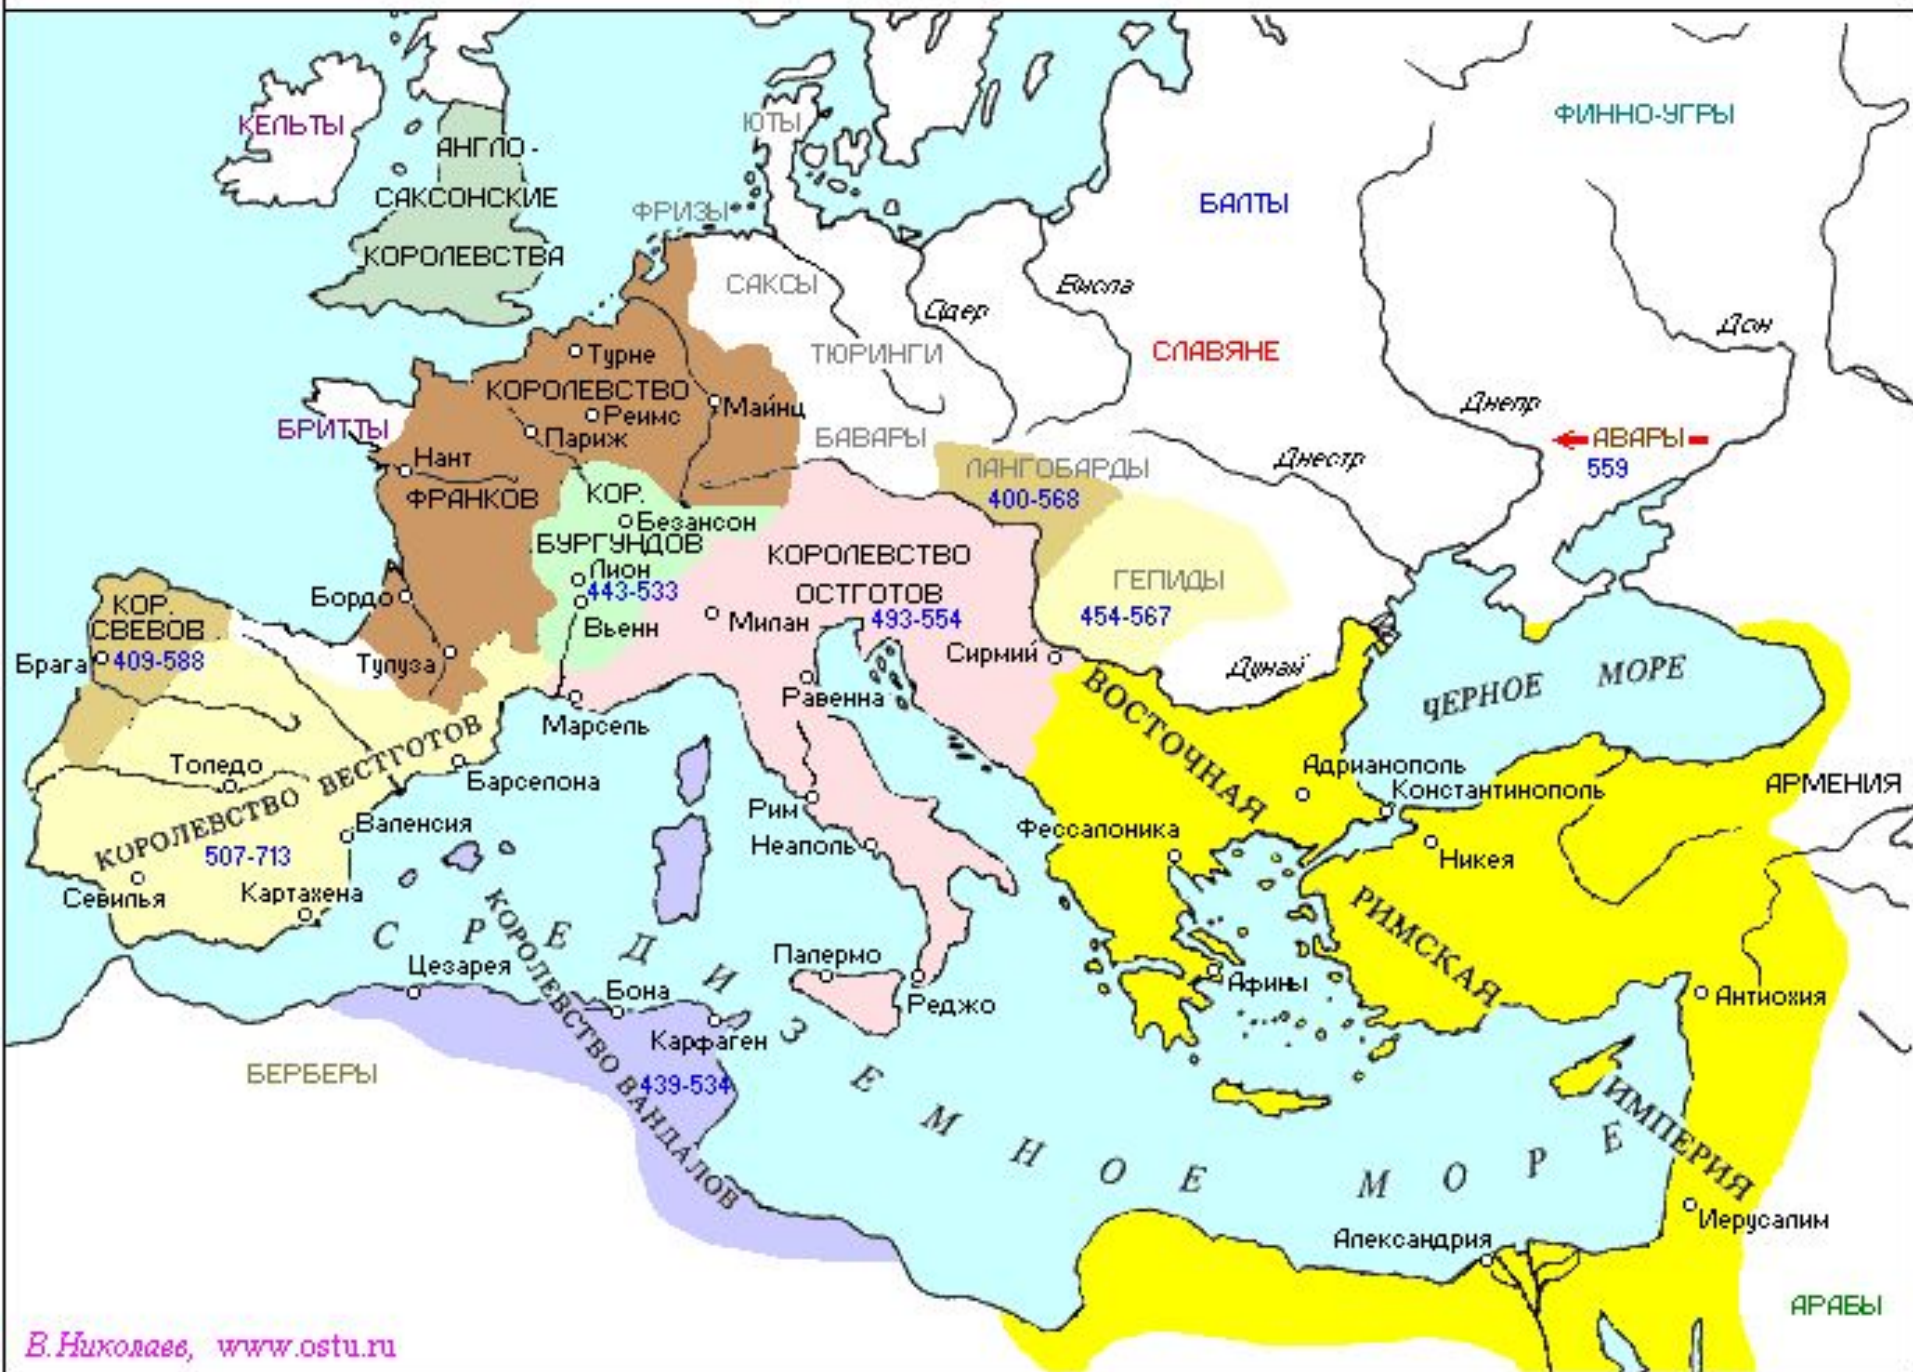 КЕЛЬТЫ
АНГЛО-
САКСОНСКИЕ
КОРОЛЕВСТВА
ЮТЫ
ФРИЗЫ
САКСЫ
ТЮРИНГИ
БАВАРЫ
БАЛТЫ
ФИННО-УГРЫ
СЛАВЯНЕ
Одер
Висла
Дон
Днепр
Днестр
АВАРЫ
559
БРИТТЫ
Турне
КОРОЛЕВСТВО
Реимс
Париж
Майнц
Нант
ФРАНКОВ
Бордо
Тулуза
КОР.
Безансон
БУРГУНДОВ
Лион
443-533
Вьенн
ЛАНГОБАРДЫ
400-568
ГЕПИДЫ
454-567
КОРОЛЕВСТВО
ОСТГОТОВ
493-554
Милан
Сирмий
Равенна
Марсель
Рим
Неаполь
Палермо
Реджо
Дунай
КОР.
СВЕВОВ
Брага
409-588
Толедо
КОРОЛЕВСТВО ВЕСТГОТОВ
507-713
Барселона
Валенсия
Севилья
Картахена
ЧЕРНОЕ МОРЕ
ВОСТОЧНАЯ
РИМСКАЯ
ИМПЕРИЯ
Адрианополь
Константинополь
Фессалоника
Никея
Афины
АРМЕНИЯ
Антиохия
Иерусалим
Александрия
АРАБЫ
СРЕДИЗЕМНОЕ МОРЕ
КОРОЛЕВСТВО ВАНДАЛОВ
439-534
Цезарея
Бона
Карфаген
БЕРБЕРЫ
В.Николаев, www.ostu.ru